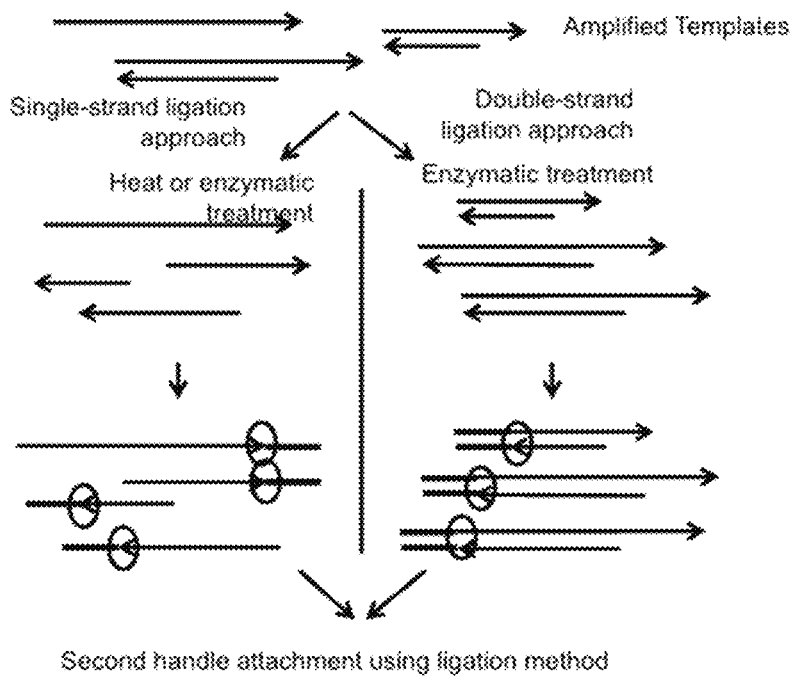 Amplified Templates
Single-strand ligation
approach
Double-strand
ligation approach
Heat or enzymatic
treatment
Enzymatic treatment
Second handle attachment using ligation method